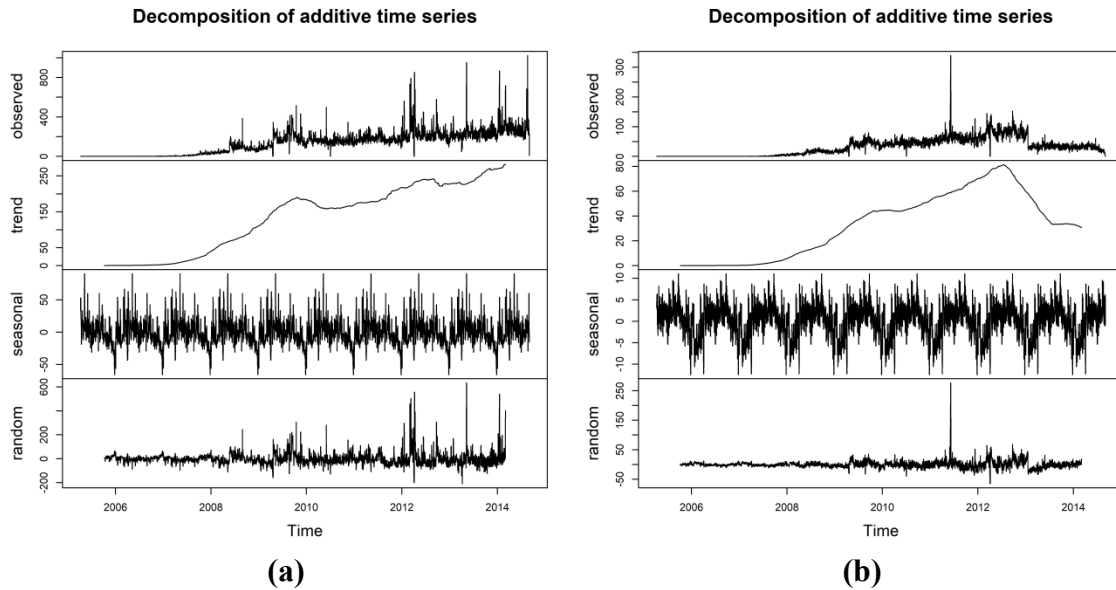 Decomposition of additive time series
observed
0 400 800
trend
0 50 150 250
seasonal
-50 0 50
random
-200 0 200 600
2006 2008 2010 2012 2014
Time
(a)
Decomposition of additive time series
observed
0 100 200 300
trend
0 20 40 60 80
seasonal
-10 -5 0 5 10
random
-50 50 150 250
2006 2008 2010 2012 2014
Time
(b)